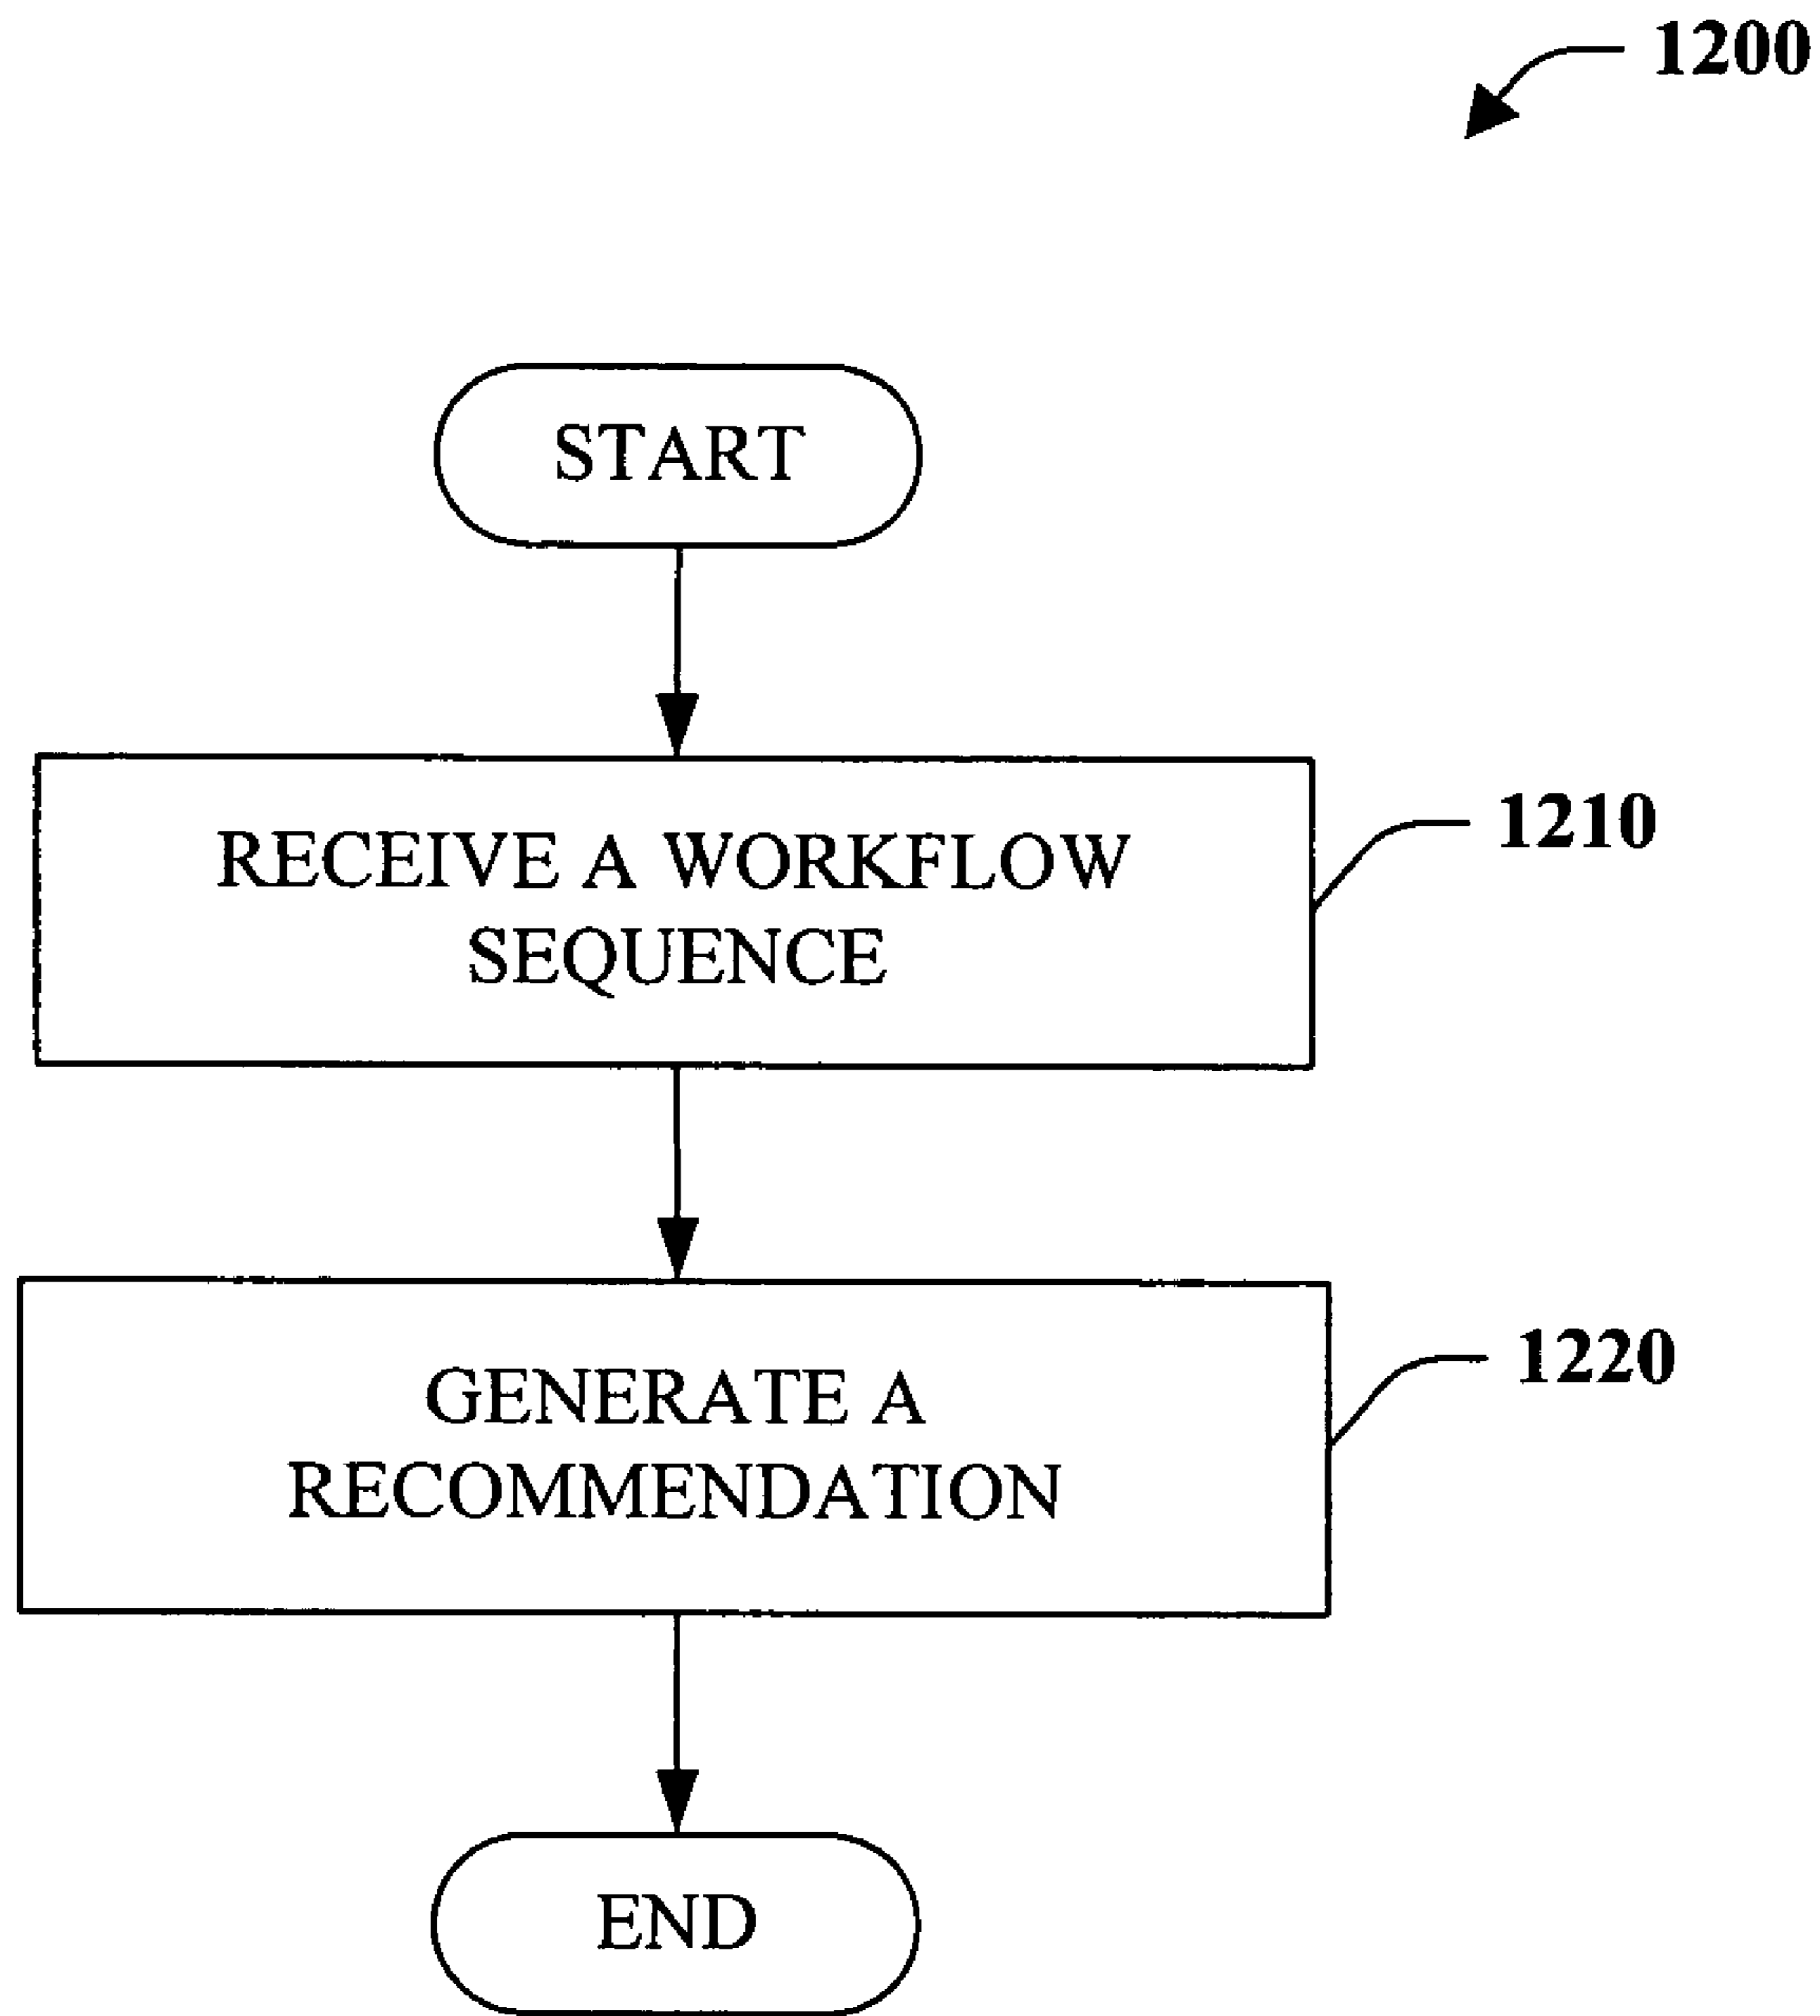 1200
START
RECEIVE A WORKFLOW
SEQUENCE
1210
GENERATE A
RECOMMENDATION
1220
END